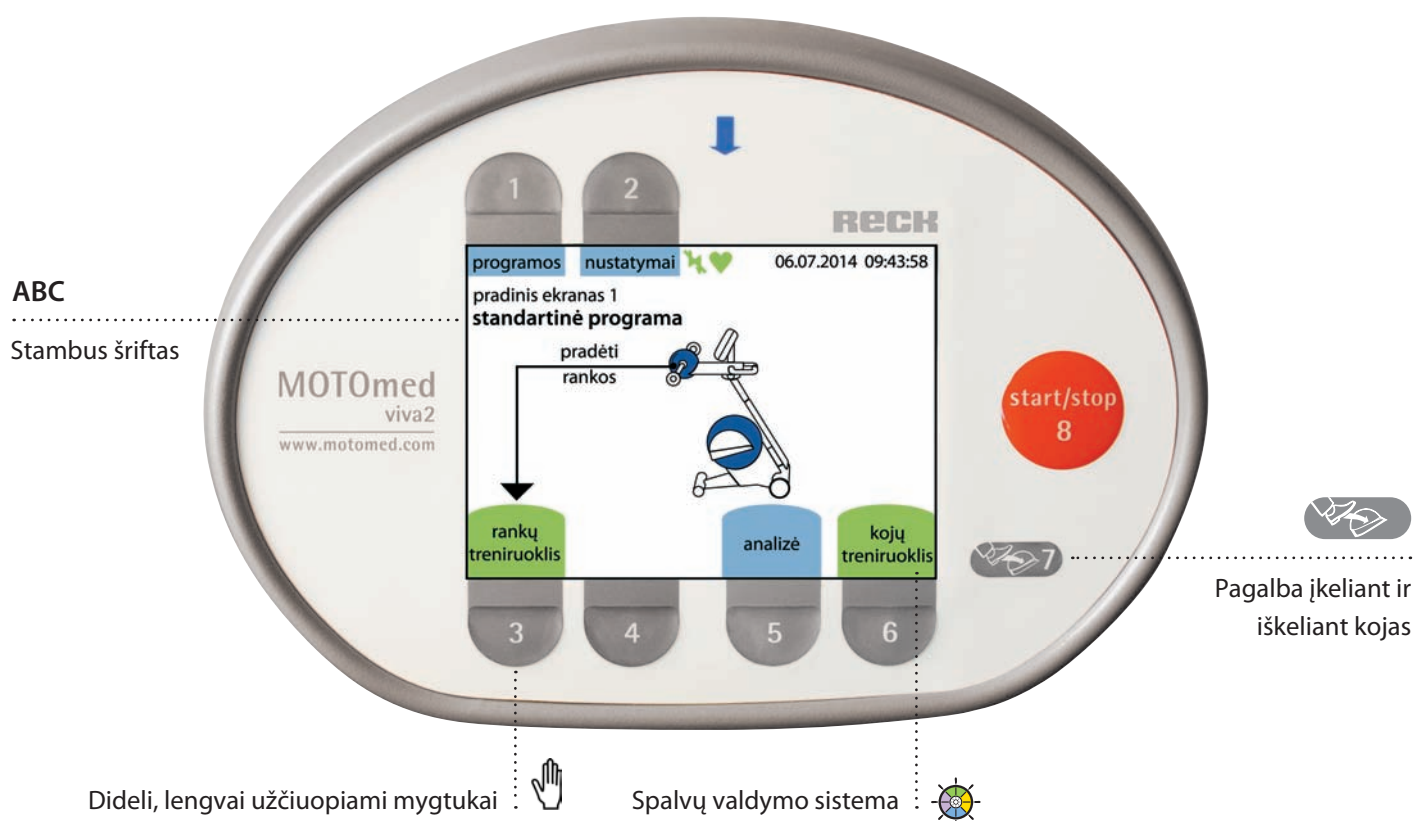 1
2
RECK
programos nustatymai 06.07.2014 09:43:58
ABC
pradinis ekranas 1
standartinė programa
Stambus šriftas
pradėti
rankos
MOTOmed
viva2
www.motomed.com
start/stop
8
rankų
treniruoklis
analizė
kojų
treniruoklis
7
Pagalba įkeliant ir
iškeliant kojas
3
4
5
6
Dideli, lengvai užčiuopiami mygtukai
Spalvų valdymo sistema